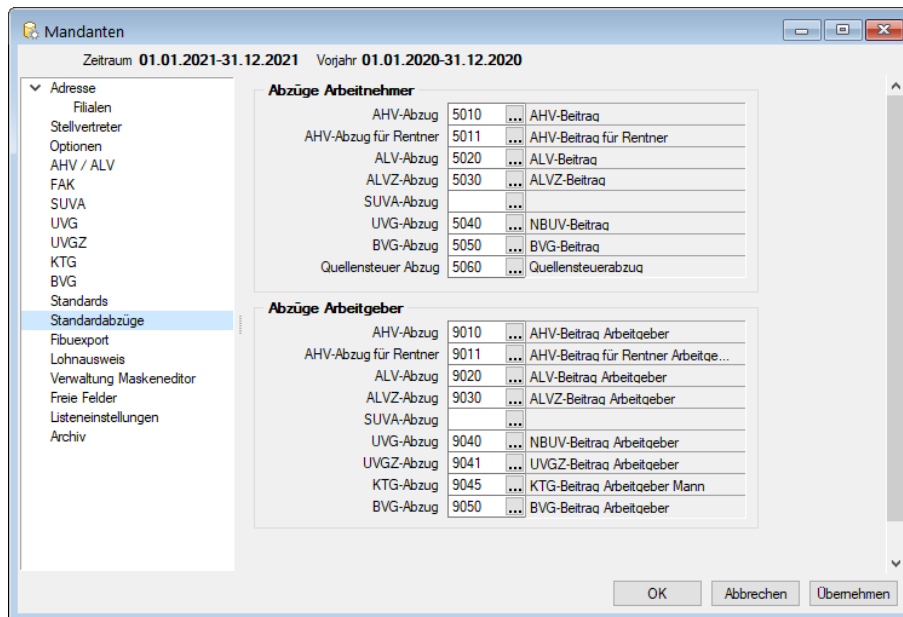 Mandanten
Zeitraum 01.01.2021-31.12.2021 Vorjahr 01.01.2020-31.12.2020
Adresse
Filialen
Stellvertreter
Optionen
AHV / ALV
FAK
SUVA
UVG
UVGZ
KTG
BVG
Standards
Standardabzüge
Fibuexport
Lohnausweis
Verwaltung Maskeneditor
Freie Felder
Listeneinstellungen
Archiv
Abzüge Arbeitnehmer
AHV-Abzug 5010 ... AHV-Beitrag
AHV-Abzug für Rentner 5011 ... AHV-Beitrag für Rentner
ALV-Abzug 5020 ... ALV-Beitrag
ALVZ-Abzug 5030 ... ALVZ-Beitrag
SUVA-Abzug ...
UVG-Abzug 5040 ... NBUV-Beitrag
BVG-Abzug 5050 ... BVG-Beitrag
Quellensteuer Abzug 5060 ... Quellensteuerabzug
Abzüge Arbeitgeber
AHV-Abzug 9010 ... AHV-Beitrag Arbeitgeber
AHV-Abzug für Rentner 9011 ... AHV-Beitrag für Rentner Arbeitge...
ALV-Abzug 9020 ... ALV-Beitrag Arbeitgeber
ALVZ-Abzug 9030 ... ALVZ-Beitrag Arbeitgeber
SUVA-Abzug ...
UVG-Abzug 9040 ... NBUV-Beitrag Arbeitgeber
UVGZ-Abzug 9041 ... UVGZ-Beitrag Arbeitgeber
KTG-Abzug 9045 ... KTG-Beitrag Arbeitgeber Mann
BVG-Abzug 9050 ... BVG-Beitrag Arbeitgeber
OK Abbrechen Übernehmen